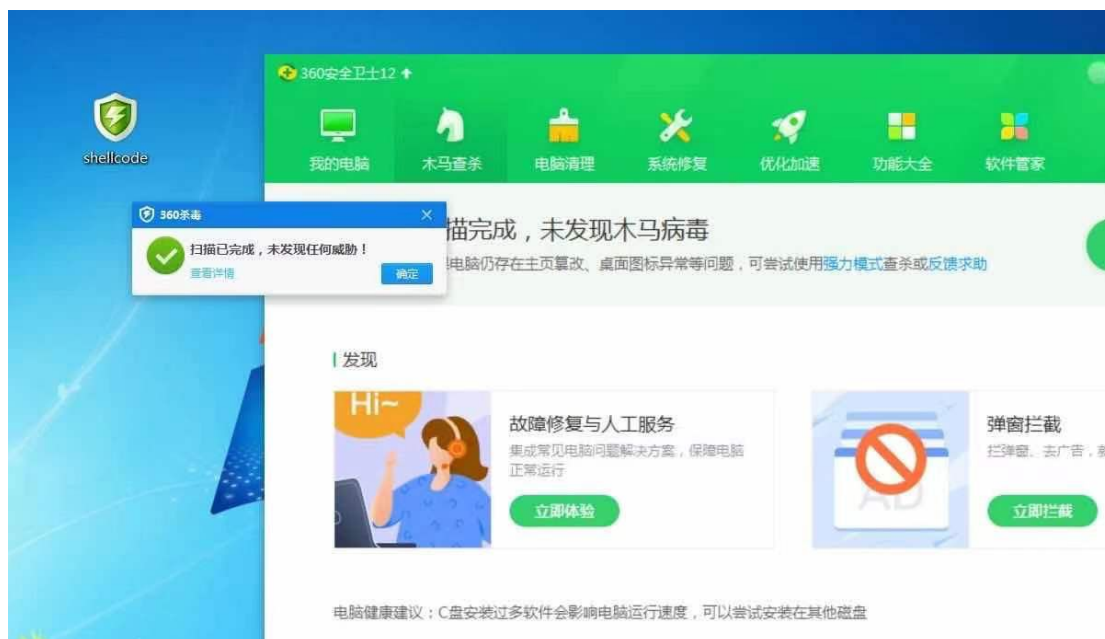 360安全卫士12
shellcode
我的电脑
木马查杀
电脑清理
系统修复
优化加速
功能大全
软件管家
360杀毒
扫描已完成，未发现任何威胁！
查看详情
确定
描完成，未发现木马病毒
电脑仍存在主页篡改、桌面图标异常等问题，可尝试使用强力模式查杀或反馈求助
发现
Hi~
故障修复与人工服务
集成常见电脑问题解决方案，保障电脑
正常运行
立即体验
AD
弹窗拦截
拦弹窗、去广告，
立即拦截
电脑健康建议：C盘安装过多软件会影响电脑运行速度，可以尝试安装在其他磁盘